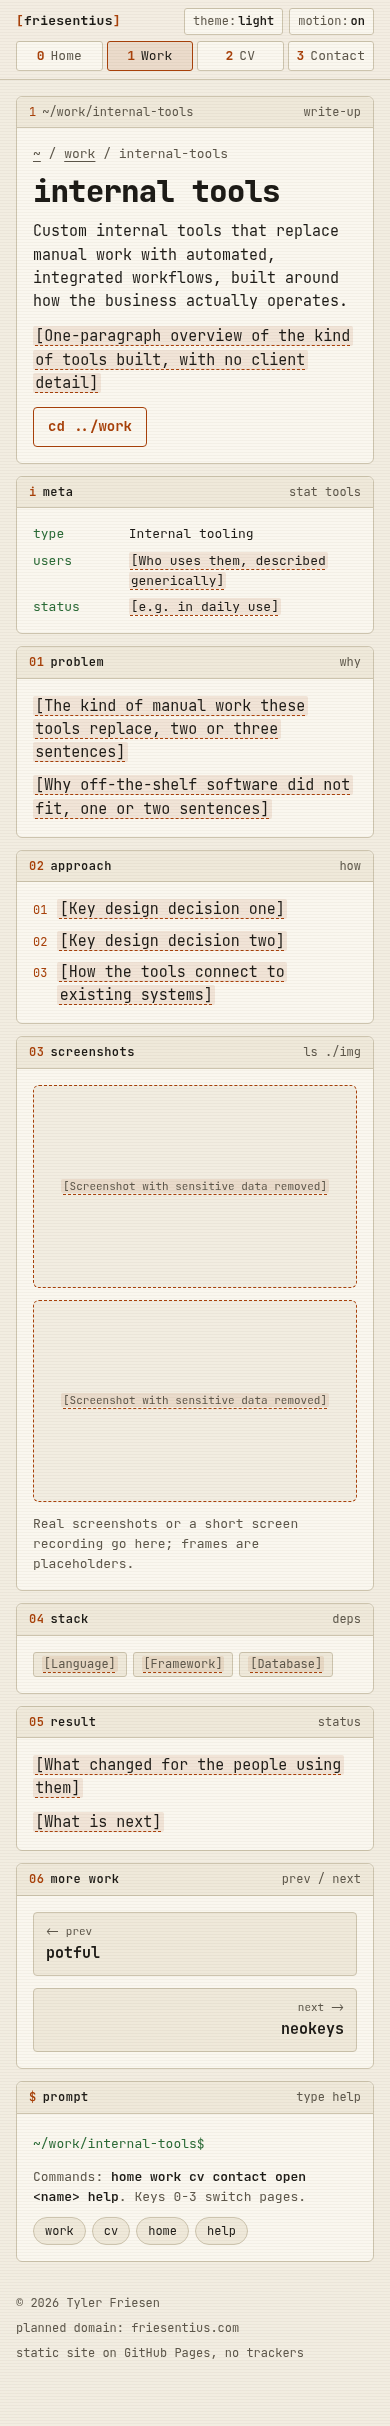 [friesentius]
theme:light motion:on
0 Home 1 Work 2 CV 3 Contact
1 ~/work/internal-tools write-up
~ / work / internal-tools
internal tools
Custom internal tools that replace
manual work with automated,
integrated workflows, built around
how the business actually operates.
[One-paragraph overview of the kind
of tools built, with no client
detail]
cd ../work
i meta stat tools
type Internal tooling
users [Who uses them, described
generically]
status [e.g. in daily use]
01 problem why
[The kind of manual work these
tools replace, two or three
sentences]
[Why off-the-shelf software did not
fit, one or two sentences]
02 approach how
01 [Key design decision one]
02 [Key design decision two]
03 [How the tools connect to
existing systems]
03 screenshots ls ./img
[Screenshot with sensitive data removed]
[Screenshot with sensitive data removed]
Real screenshots or a short screen
recording go here; frames are
placeholders.
04 stack deps
[Language] [Framework] [Database]
05 result status
[What changed for the people using
them]
[What is next]
06 more work prev / next
← prev
potful
next →
neokeys
$ prompt type help
~/work/internal-tools$
Commands: home work cv contact open
<name> help. Keys 0-3 switch pages.
work cv home help
© 2026 Tyler Friesen
planned domain: friesentius.com
static site on GitHub Pages, no trackers